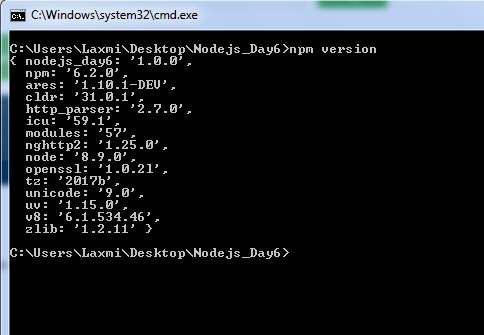 C:\Windows\system32\cmd.exe
C:\Users\Laxmi\Desktop\Nodejs_Day6>npm version
{ nodejs_day6: '1.0.0',
  npm: '6.2.0',
  ares: '1.10.1-DEV',
  cldr: '31.0.1',
  http_parser: '2.7.0',
  icu: '59.1',
  modules: '57',
  nghttp2: '1.25.0',
  node: '8.9.0',
  openssl: '1.0.2l',
  tz: '2017b',
  unicode: '9.0',
  uv: '1.15.0',
  v8: '6.1.534.46',
  zlib: '1.2.11' }
C:\Users\Laxmi\Desktop\Nodejs_Day6>